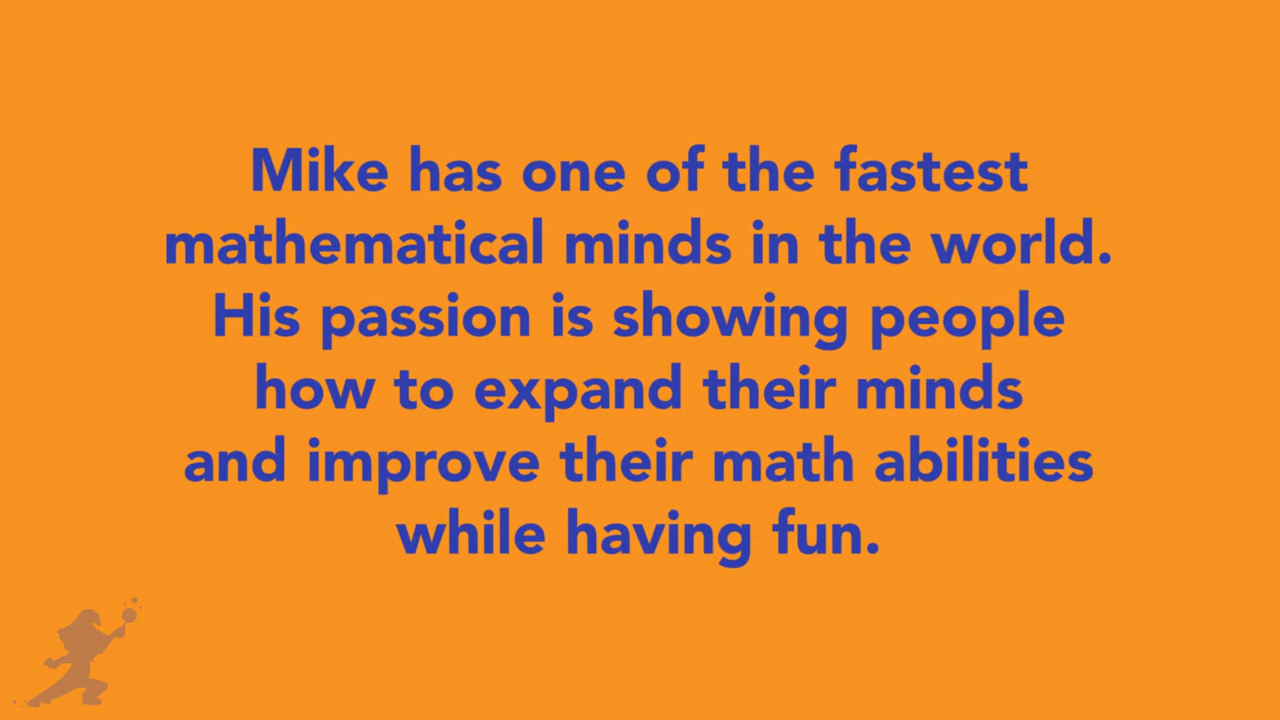 Mike has one of the fastest
mathematical minds in the world.
His passion is showing people
how to expand their minds
and improve their math abilities
while having fun.